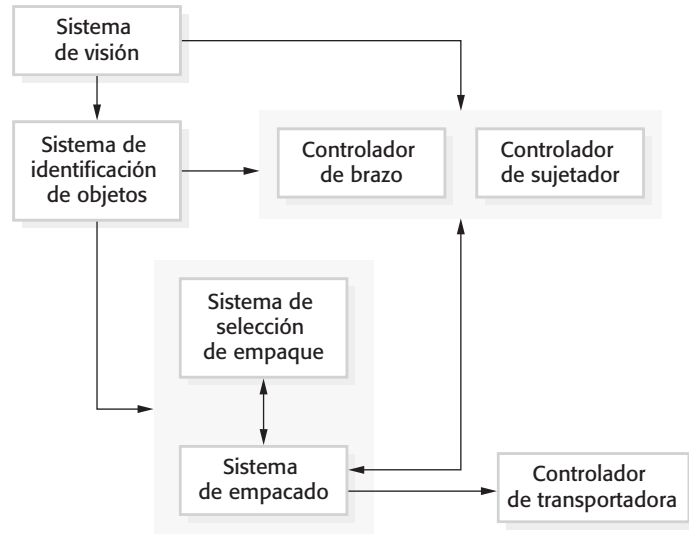 Sistema
de visión
Sistema de
identificación
de objetos
Controlador
de brazo
Controlador
de sujetador
Sistema de
selección
de empaque
Sistema
de empacado
Controlador
de transportadora